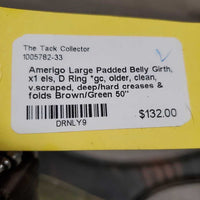 The Tack Collector
1005782-33
Amerigo Large Padded Belly Girth,
x1 els, D Ring *gc, older, clean,
v.scraped, deep/hard creases &
folds Brown/Green 50"
$132.00
DRNLY9